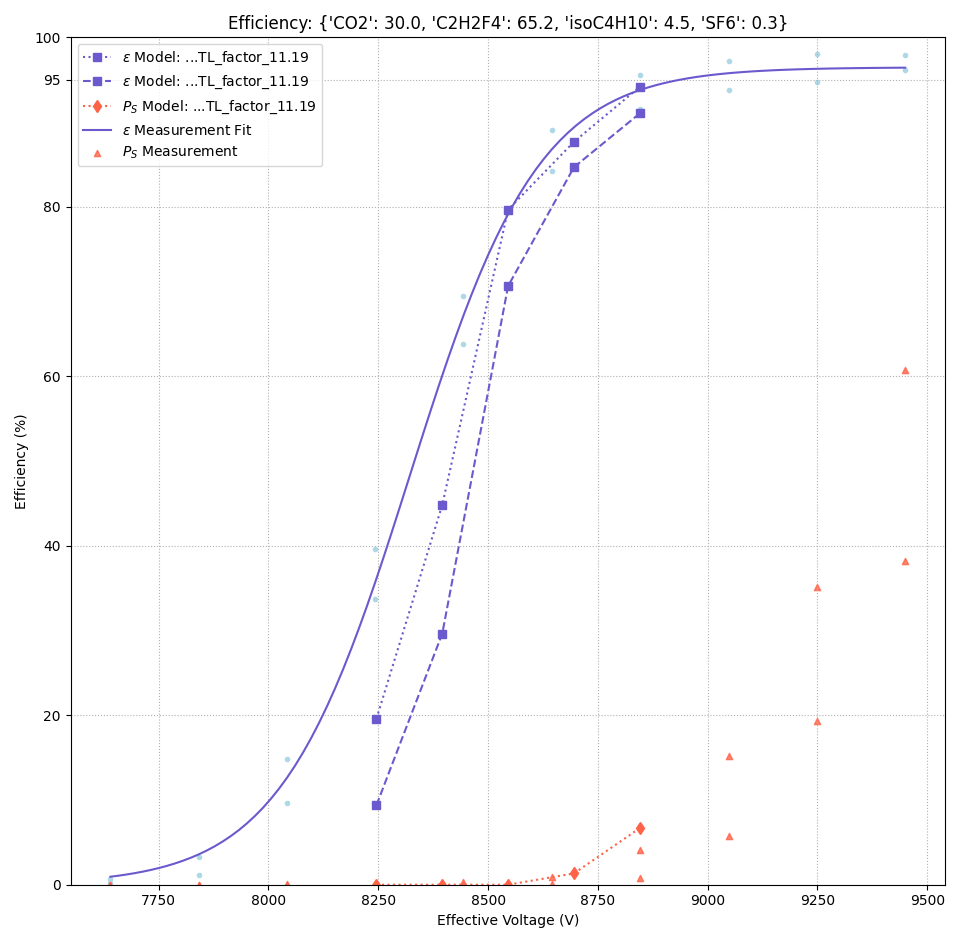 Efficiency: {'CO2': 30.0, 'C2H2F4': 65.2, 'isoC4H10': 4.5, 'SF6': 0.3}
ε Model: ...TL_factor_11.19
ε Model: ...TL_factor_11.19
P_S Model: ...TL_factor_11.19
ε Measurement Fit
P_S Measurement
100
95
80
60
40
20
0
Efficiency (%)
7750 8000 8250 8500 8750 9000 9250 9500
Effective Voltage (V)